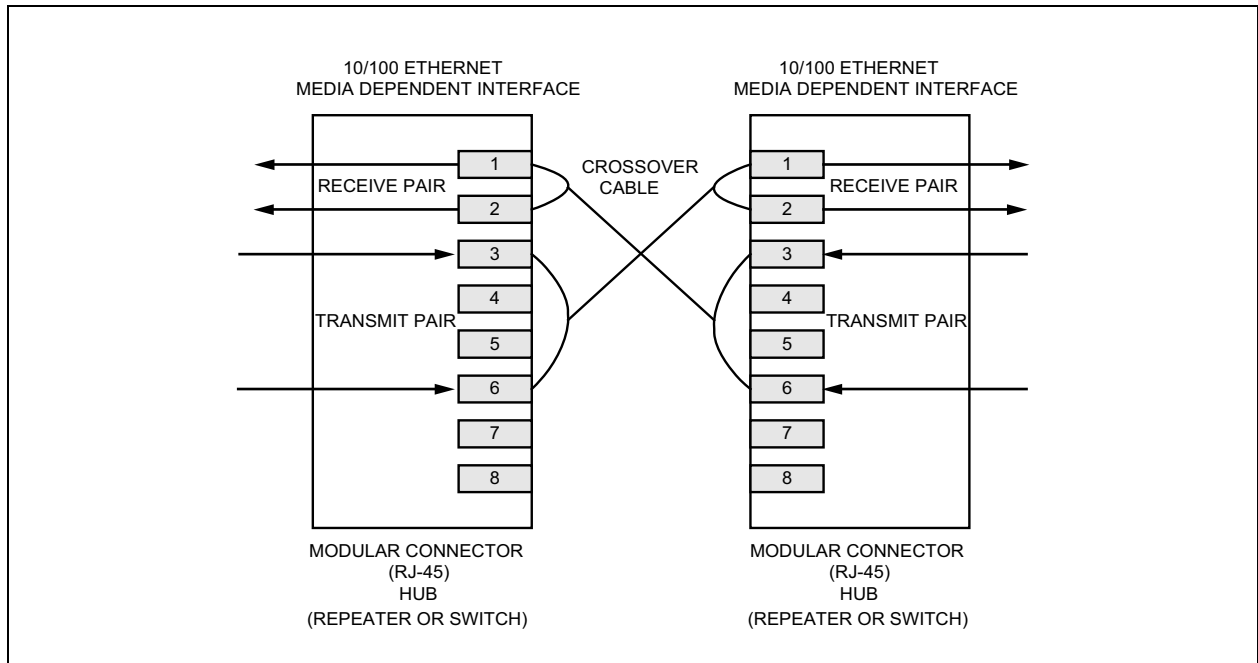 10/100 ETHERNET
MEDIA DEPENDENT INTERFACE
10/100 ETHERNET
MEDIA DEPENDENT INTERFACE
1
RECEIVE PAIR
2
3
4
TRANSMIT PAIR
5
6
7
8
CROSSOVER
CABLE
1
RECEIVE PAIR
2
3
4
TRANSMIT PAIR
5
6
7
8
MODULAR CONNECTOR
(RJ-45)
HUB
(REPEATER OR SWITCH)
MODULAR CONNECTOR
(RJ-45)
HUB
(REPEATER OR SWITCH)